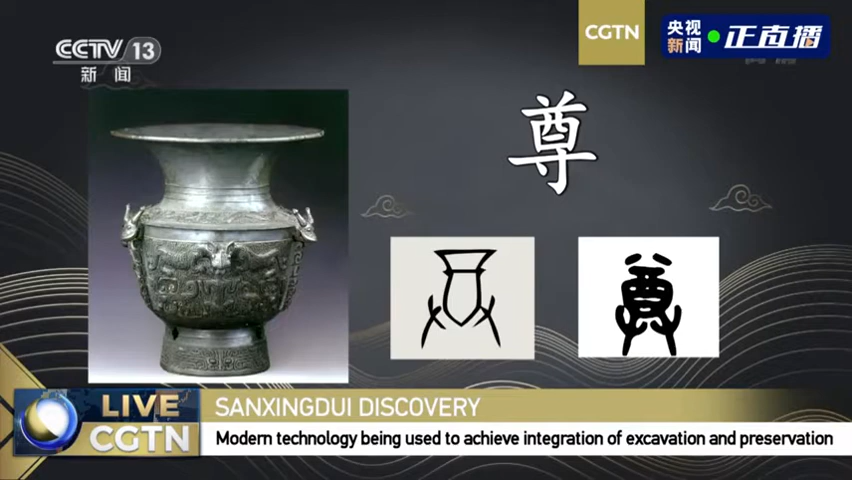 CCTV 13
新闻
CGTN
央视
新闻
正直播
尊
LIVE
CGTN
SANXINGDUI DISCOVERY
Modern technology being used to achieve integration of excavation and preservation